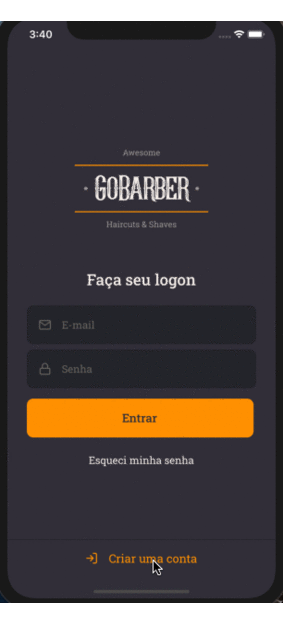 3:40
Awesome
GOBARBER
Haircuts & Shaves
Faça seu logon
E-mail
Senha
Entrar
Esqueci minha senha
Criar uma conta